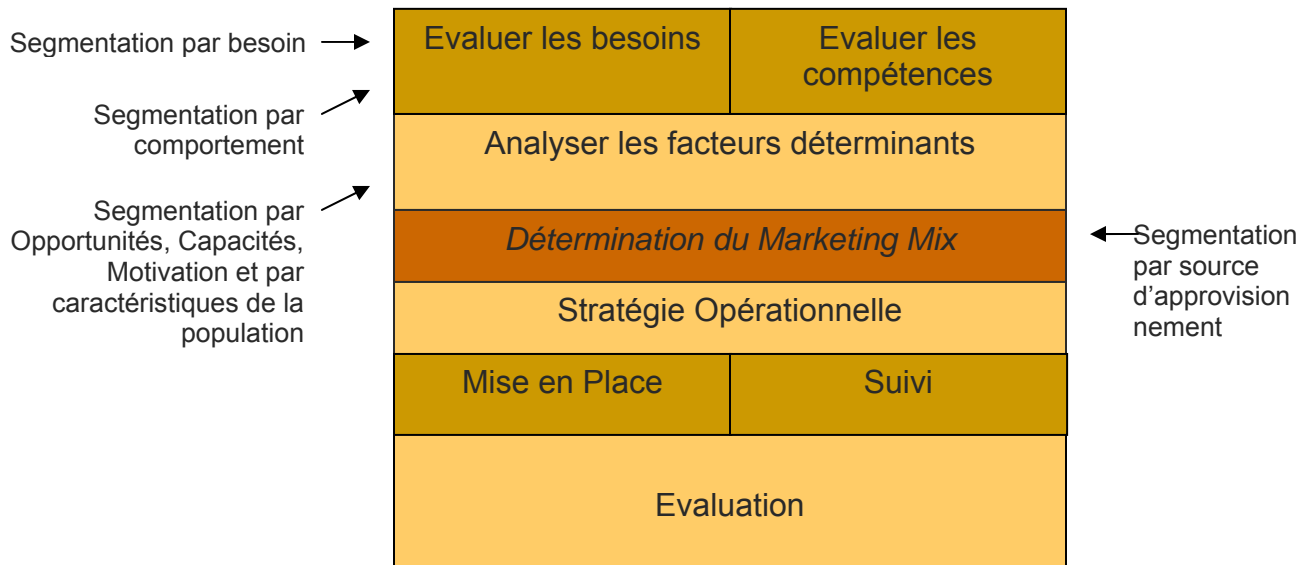 Segmentation par besoin
Segmentation par
comportement
Segmentation par
Opportunités, Capacités,
Motivation et par
caractéristiques de la
population
Evaluer les besoins
Evaluer les
compétences
Analyser les facteurs déterminants
Détermination du Marketing Mix
Stratégie Opérationnelle
Mise en Place
Suivi
Evaluation
Segmentation
par source
d’approvision
nement